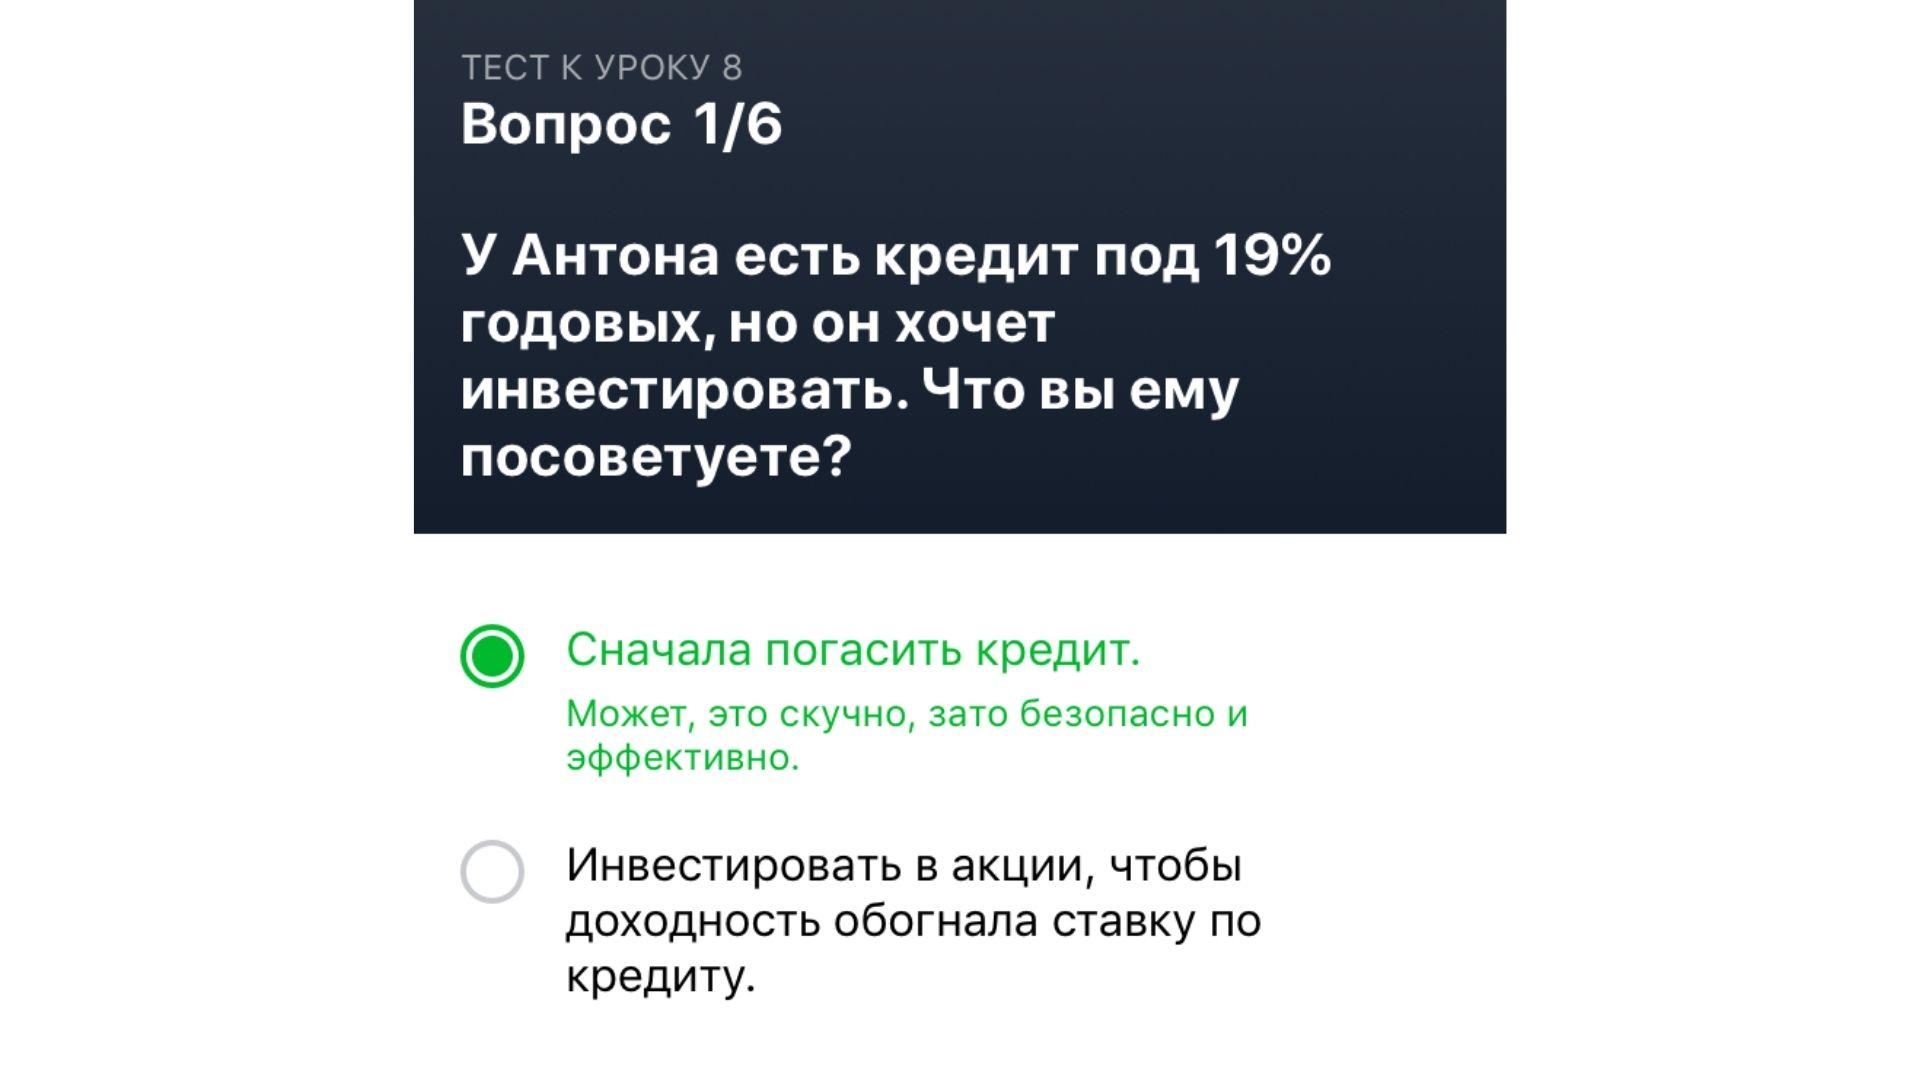 ТЕСТ К УРОКУ 8
Вопрос 1/6
У Антона есть кредит под 19%
годовых, но он хочет
инвестировать. Что вы ему
посоветуете?
Сначала погасить кредит.
Может, это скучно, зато безопасно и
эффективно.
Инвестировать в акции, чтобы
доходность обогнала ставку по
кредиту.